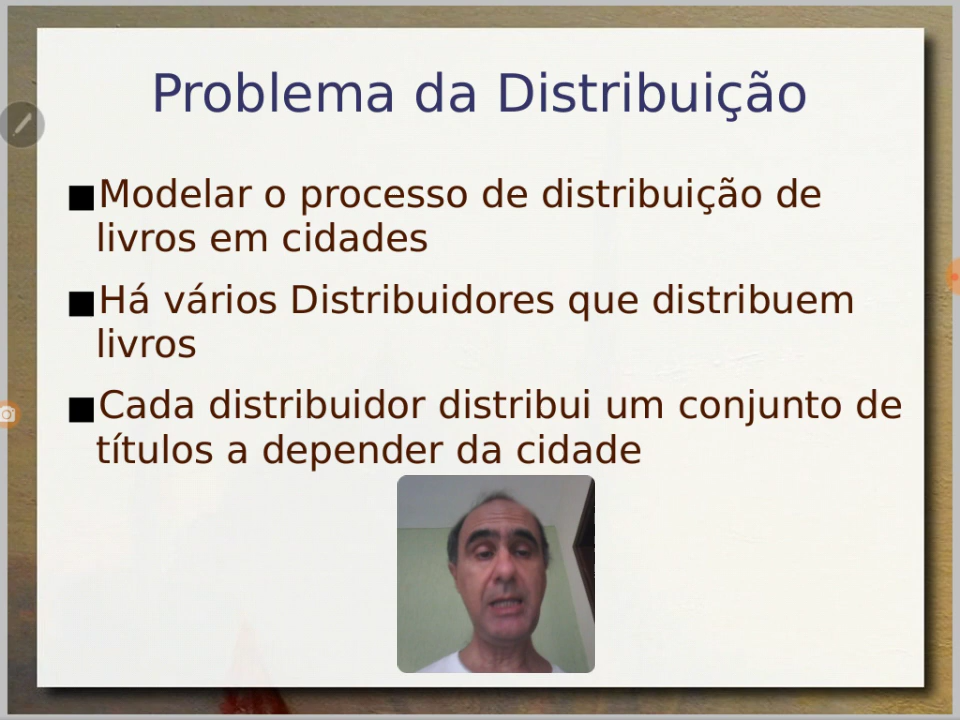 Problema da Distribuição
■Modelar o processo de distribuição de
livros em cidades
■Há vários Distribuidores que distribuem
livros
■Cada distribuidor distribui um conjunto de
títulos a depender da cidade